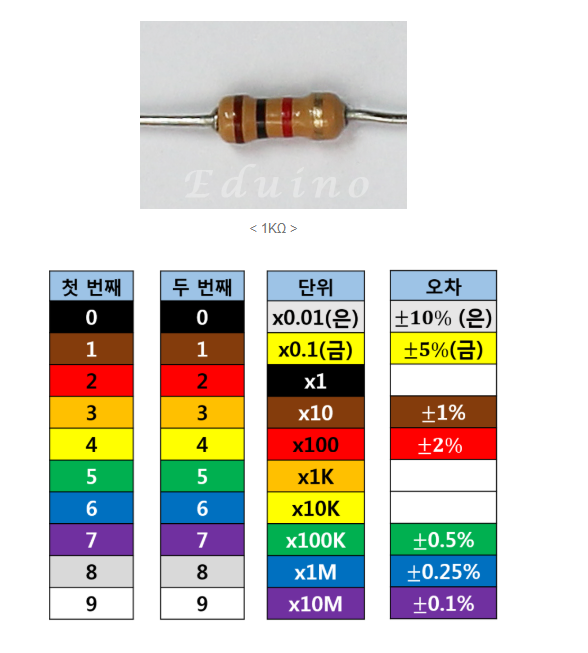 Eduino
< 1KΩ >
첫 번째 두 번째 단위 오차
0 0 x0.01(은) ±10% (은)
1 1 x0.1(금) ±5%(금)
2 2 x1
3 3 x10 ±1%
4 4 x100 ±2%
5 5 x1K
6 6 x10K
7 7 x100K ±0.5%
8 8 x1M ±0.25%
9 9 x10M ±0.1%